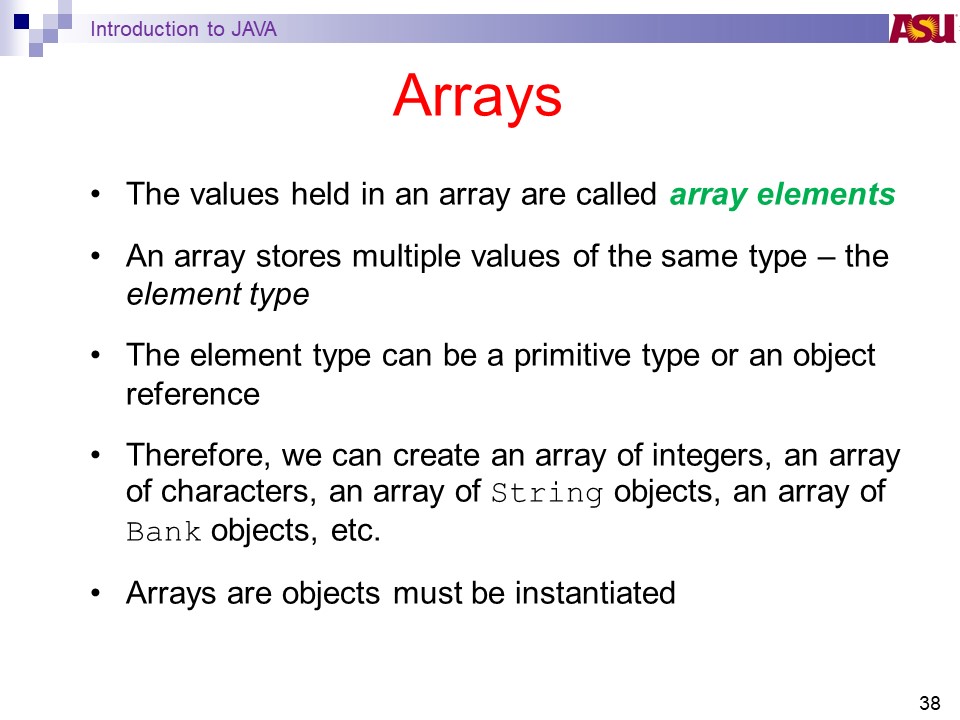 Introduction to JAVA
ASU
Arrays
• The values held in an array are called array elements
• An array stores multiple values of the same type – the
element type
• The element type can be a primitive type or an object
reference
• Therefore, we can create an array of integers, an array
of characters, an array of String objects, an array of
Bank objects, etc.
• Arrays are objects must be instantiated
38